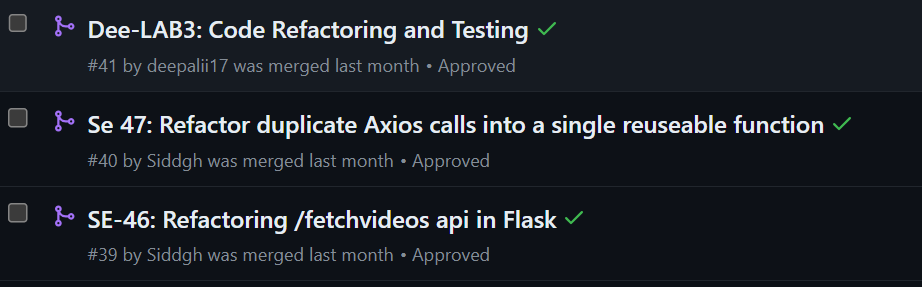 Dee-LAB3: Code Refactoring and Testing
#41 by deepalii17 was merged last month • Approved
Se 47: Refactor duplicate Axios calls into a single reuseable function
#40 by Siddgh was merged last month • Approved
SE-46: Refactoring /fetchvideos api in Flask
#39 by Siddgh was merged last month • Approved